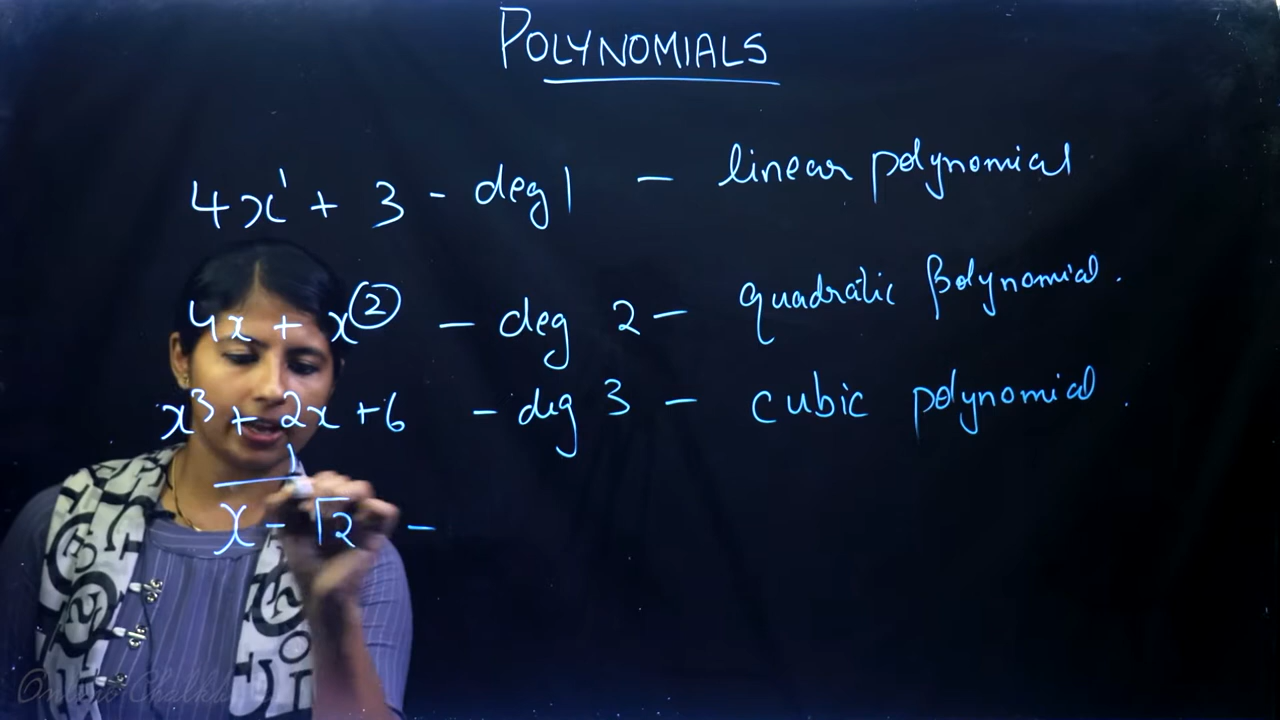 POLYNOMIALS
4x¹ + 3 - deg 1 — linear polynomial
4x + x² — deg 2 — quadratic polynomial.
x³ + 2x + 6 - deg 3 — cubic polynomial.
1
x - √2 -